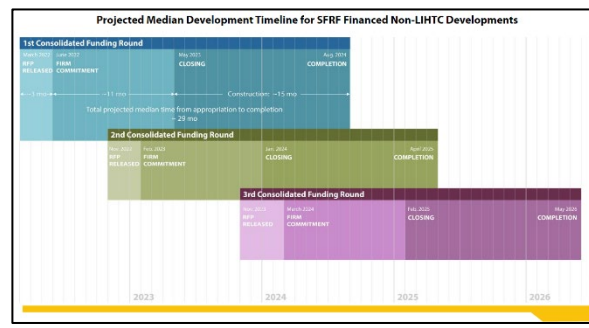 Projected Median Development Timeline for SFRF Financed Non-LIHTC Developments
1st Consolidated Funding Round
March 2022
RFP
RELEASED
June 2022
FIRM
COMMITMENT
May 2023
CLOSING
Aug. 2024
COMPLETION
~11 mo
Construction: ~15 mo
Total projected median time from appropriation to completion
~ 29 mo
2nd Consolidated Funding Round
Nov. 2022
RFP
RELEASED
Feb. 2023
FIRM
COMMITMENT
Jan. 2024
CLOSING
April 2025
COMPLETION
3rd Consolidated Funding Round
Nov. 2023
RFP
RELEASED
March 2024
FIRM
COMMITMENT
Feb. 2025
CLOSING
May 2026
COMPLETION
2023
2024
2025
2026